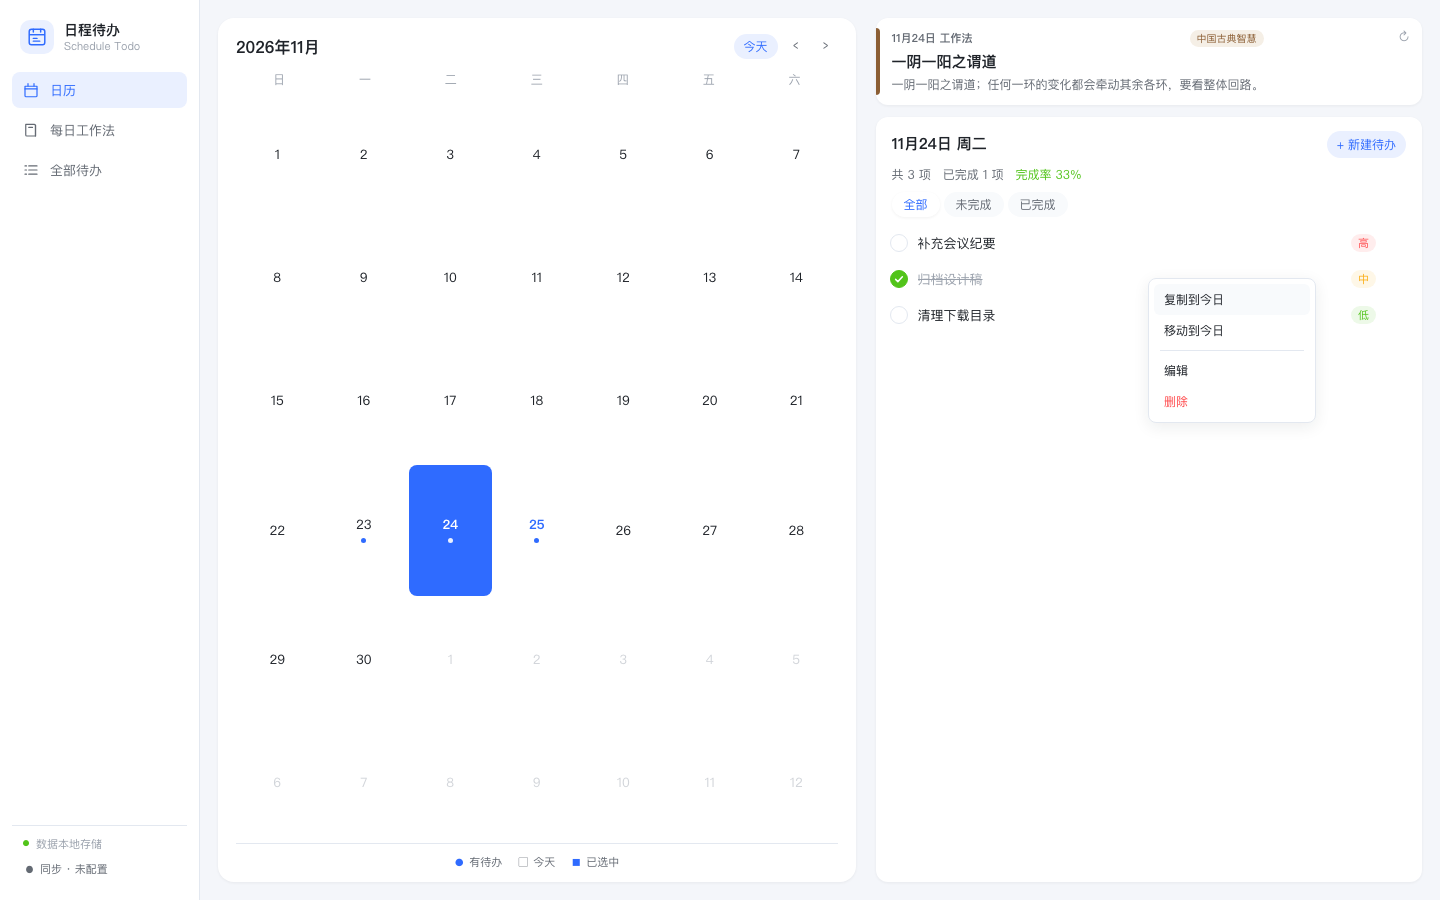 日程待办
Schedule Todo
日历
每日工作法
全部待办
数据本地存储
同步 · 未配置
2026年11月
今天
<
>
日 一 二 三 四 五 六
1 2 3 4 5 6 7
8 9 10 11 12 13 14
15 16 17 18 19 20 21
22 23 24 25 26 27 28
29 30 1 2 3 4 5
6 7 8 9 10 11 12
有待办 今天 已选中
11月24日 工作法 中国古典智慧
一阴一阳之谓道
一阴一阳之谓道；任何一环的变化都会牵动其余各环，要看整体回路。
11月24日 周二
+ 新建待办
共 3 项 已完成 1 项 完成率 33%
全部 未完成 已完成
补充会议纪要 高
归档设计稿 中
清理下载目录 低
复制到今日
移动到今日
编辑
删除